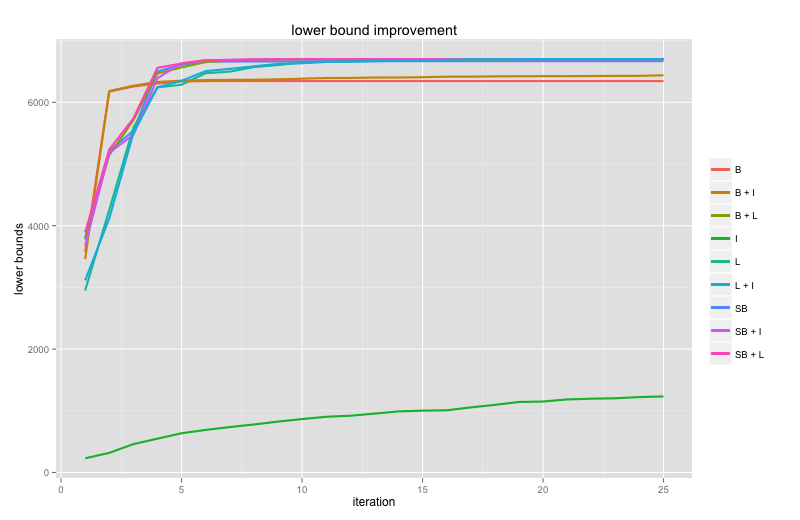 lower bound improvement
lower bounds
6000
4000
2000
0
0 5 10 15 20 25
iteration
B
B + I
B + L
I
L
L + I
SB
SB + I
SB + L